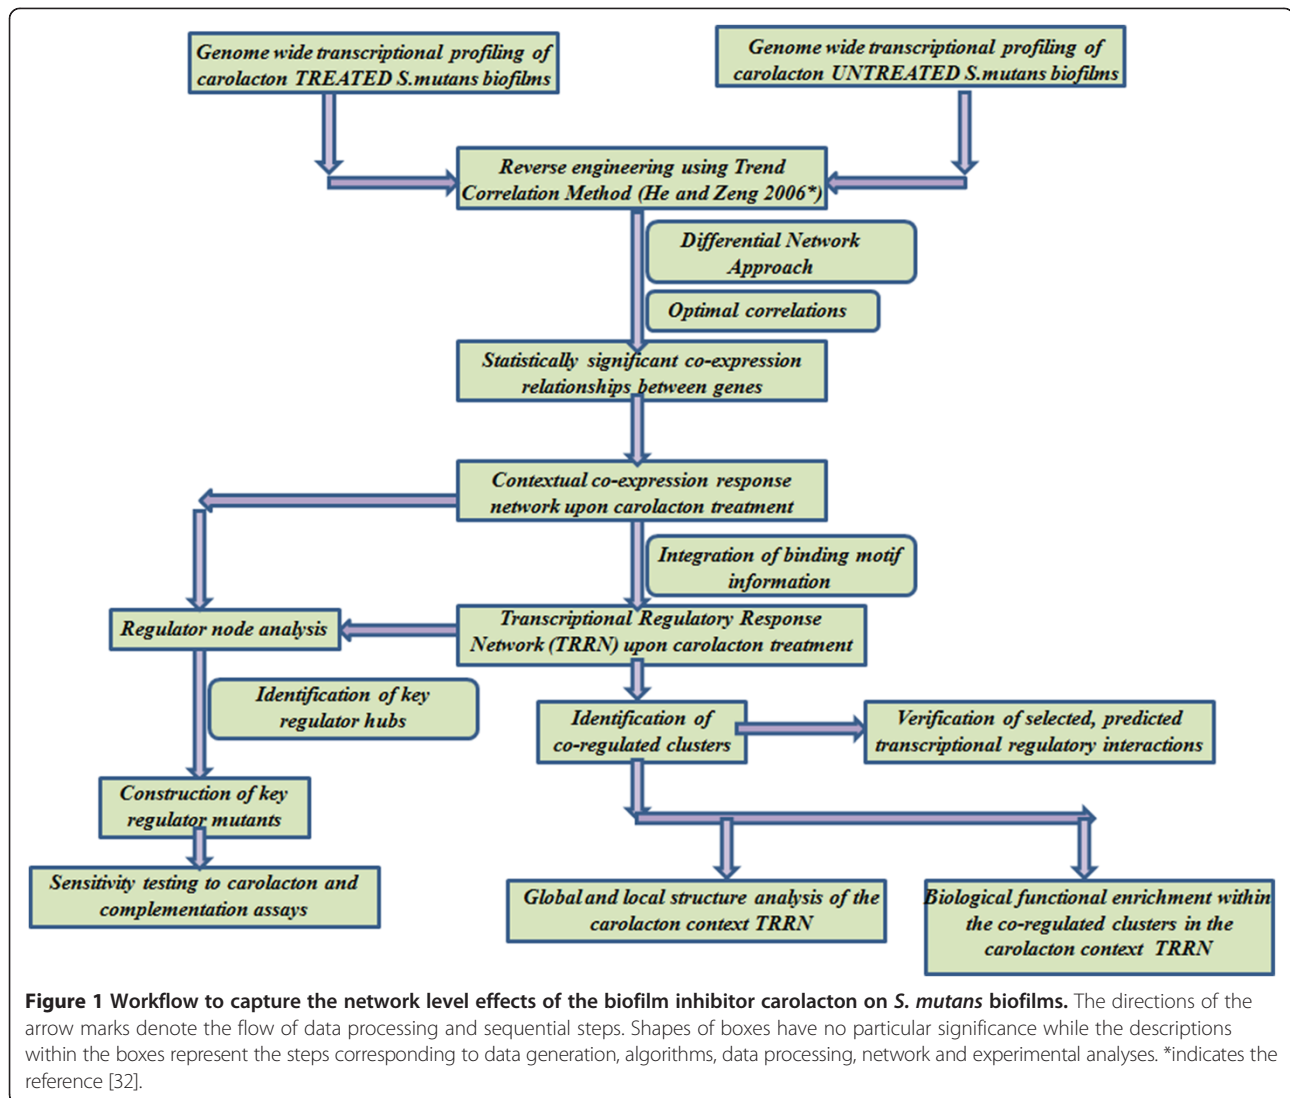 Genome wide transcriptional profiling of
carolacton TREATED S.mutans biofilms
Genome wide transcriptional profiling of
carolacton UNTREATED S.mutans biofilms
Reverse engineering using Trend
Correlation Method (He and Zeng 2006*)
Differential Network
Approach
Optimal correlations
Statistically significant co-expression
relationships between genes
Contextual co-expression response
network upon carolacton treatment
Integration of binding motif
information
Regulator node analysis
Transcriptional Regulatory Response
Network (TRRN) upon carolacton treatment
Identification of key
regulator hubs
Identification of
co-regulated clusters
Verification of selected, predicted
transcriptional regulatory interactions
Construction of key
regulator mutants
Sensitivity testing to carolacton and
complementation assays
Global and local structure analysis of the
carolacton context TRRN
Biological functional enrichment within
the co-regulated clusters in the
carolacton context TRRN
Figure 1 Workflow to capture the network level effects of the biofilm inhibitor carolacton on S. mutans biofilms. The directions of the
arrow marks denote the flow of data processing and sequential steps. Shapes of boxes have no particular significance while the descriptions
within the boxes represent the steps corresponding to data generation, algorithms, data processing, network and experimental analyses. *indicates the
reference [32].